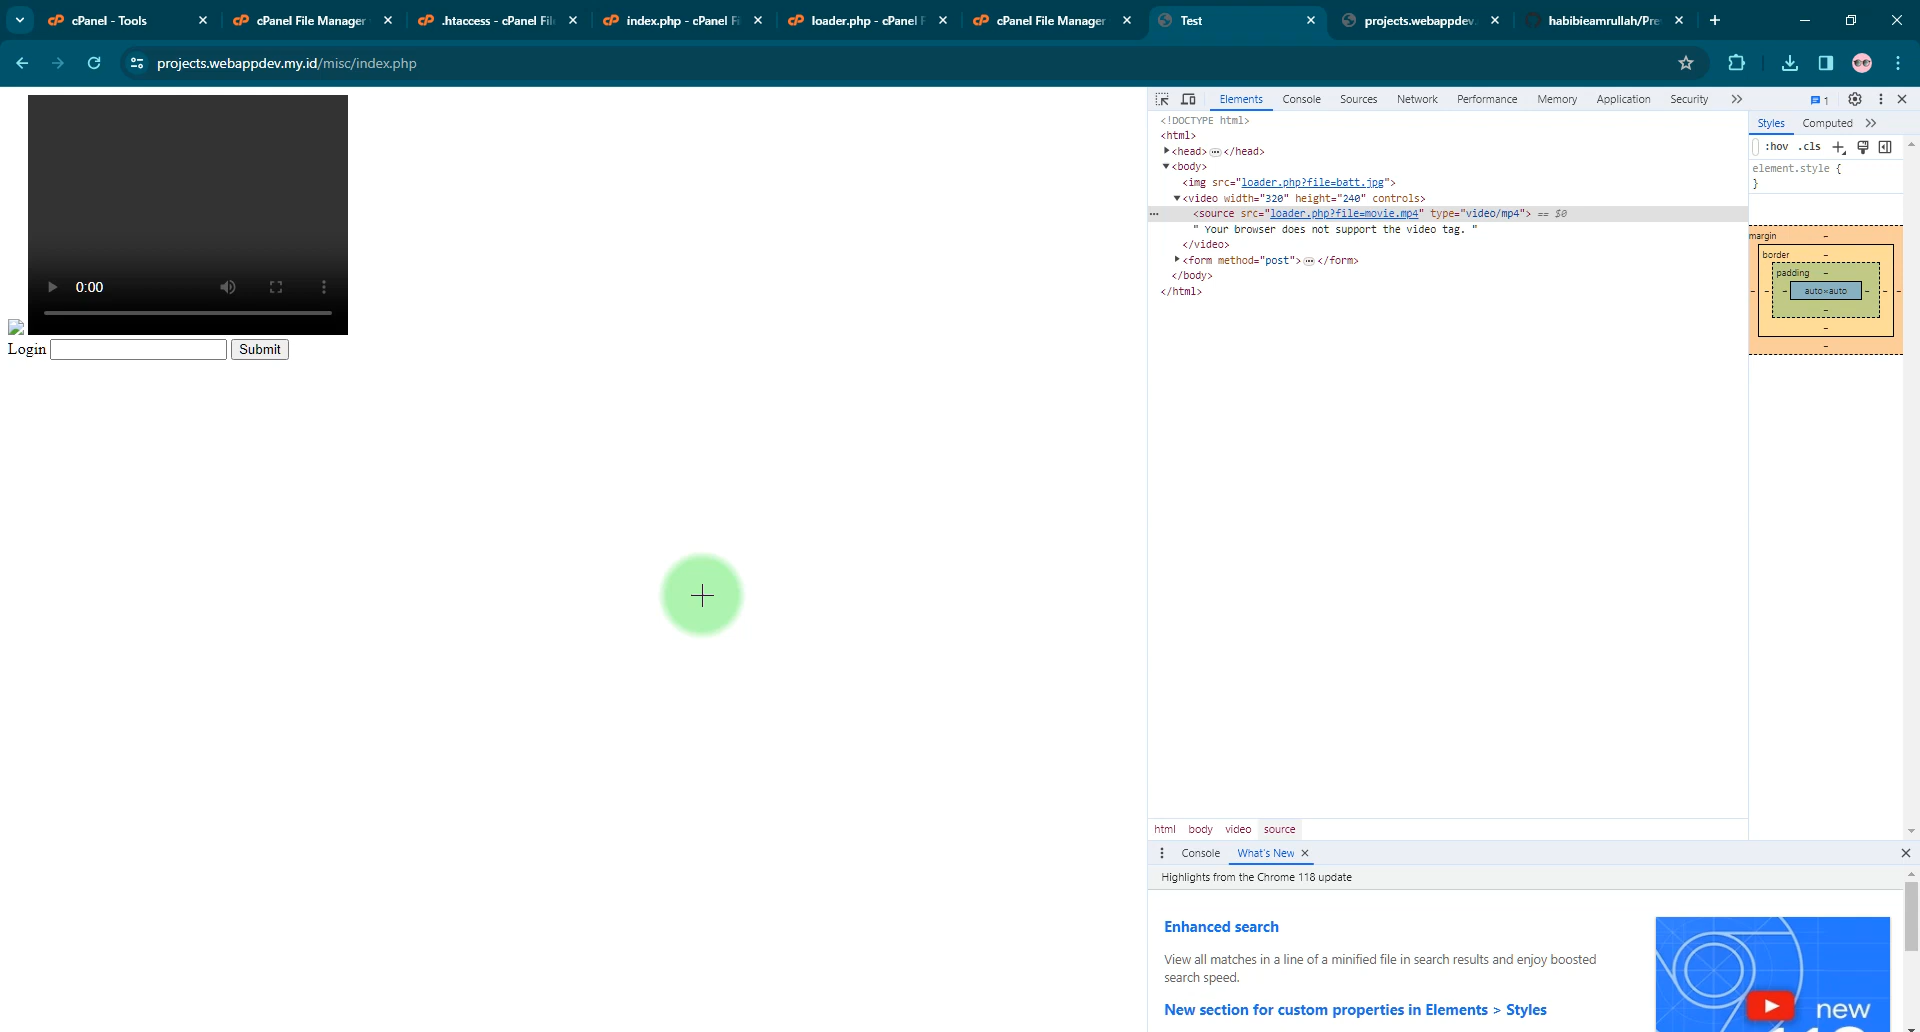 cPanel - Tools
cPanel File Manager
.htaccess - cPanel Fil
index.php - cPanel Fi
loader.php - cPanel F
cPanel File Manager
Test
projects.webappdev.
habibieamrullah/Pre
projects.webappdev.my.id/misc/index.php
0:00
Login
Submit
Elements Console Sources Network Performance Memory Application Security » 1
<!DOCTYPE html>
<html>
<head> ⋯ </head>
<body>
<img src="loader.php?file=batt.jpg">
<video width="320" height="240" controls>
<source src="loader.php?file=movie.mp4" type="video/mp4"> == $0
" Your browser does not support the video tag. "
</video>
<form method="post"> ⋯ </form>
</body>
</html>
Styles Computed »
:hov .cls
element.style {
}
margin –
border –
padding –
– – – auto×auto – – –
–
–
–
html body video source
Console What's New
Highlights from the Chrome 118 update
Enhanced search
View all matches in a line of a minified file in search results and enjoy boosted
search speed.
New section for custom properties in Elements > Styles
new